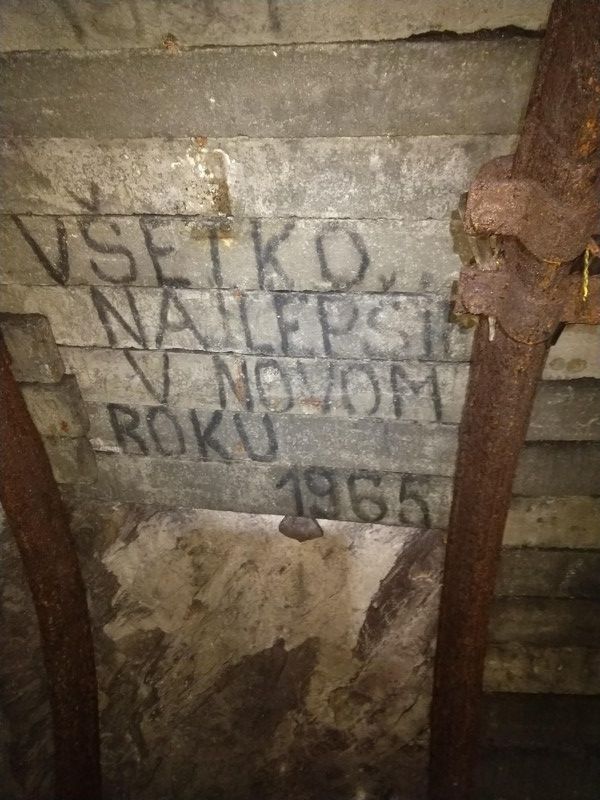 VŠETKO
NAJLEPŠIE
V NOVOM
ROKU
1965